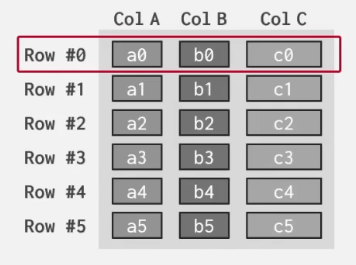 Col A Col B Col C
Row #0 a0 b0 c0
Row #1 a1 b1 c1
Row #2 a2 b2 c2
Row #3 a3 b3 c3
Row #4 a4 b4 c4
Row #5 a5 b5 c5